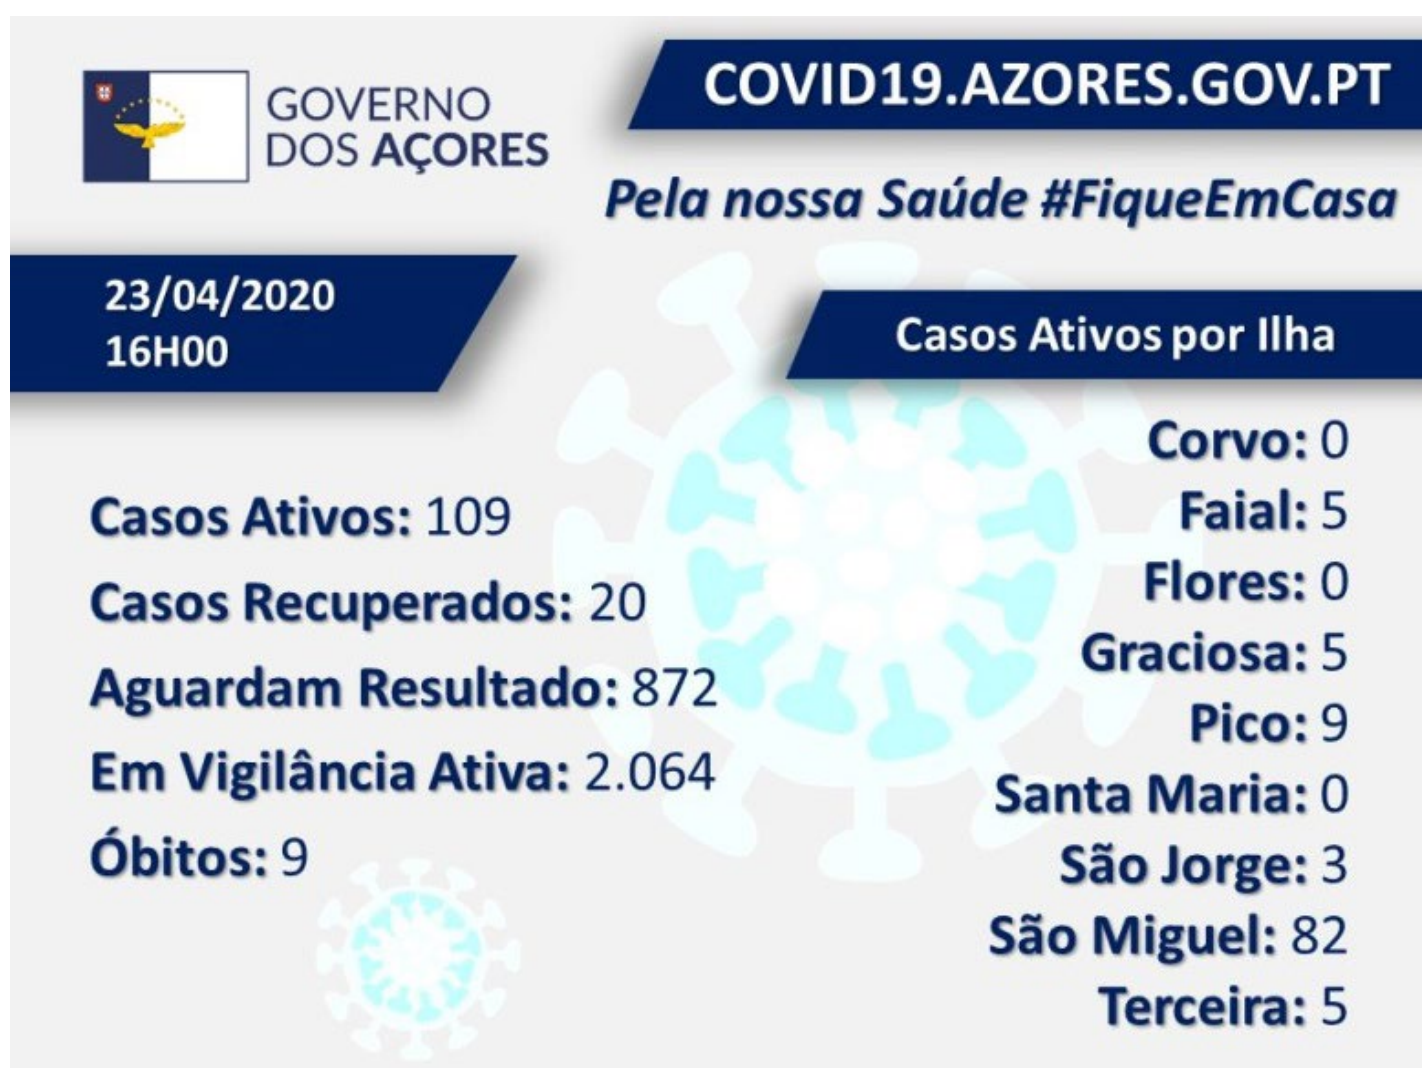 GOVERNO
DOS AÇORES
COVID19.AZORES.GOV.PT
Pela nossa Saúde #FiqueEmCasa
23/04/2020
16H00
Casos Ativos: 109
Casos Recuperados: 20
Aguardam Resultado: 872
Em Vigilância Ativa: 2.064
Óbitos: 9
Casos Ativos por Ilha
Corvo: 0
Faial: 5
Flores: 0
Graciosa: 5
Pico: 9
Santa Maria: 0
São Jorge: 3
São Miguel: 82
Terceira: 5